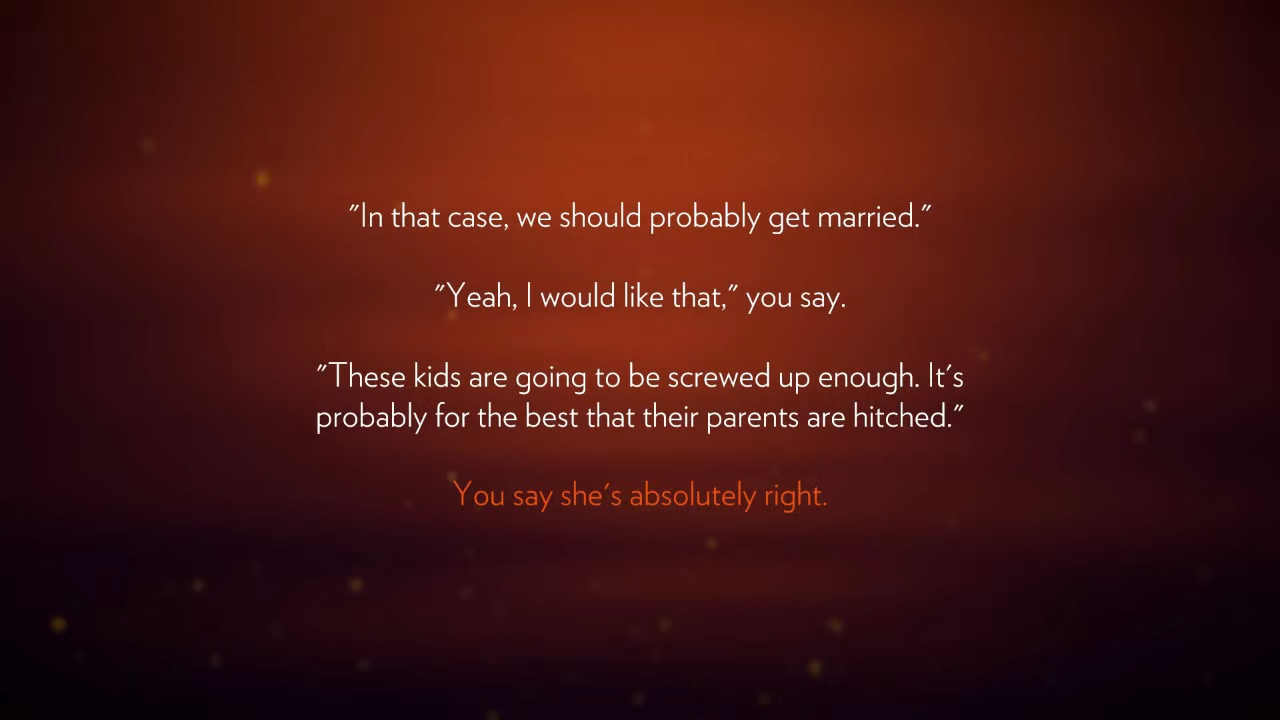 "In that case, we should probably get married."
"Yeah, I would like that," you say.
"These kids are going to be screwed up enough. It's
probably for the best that their parents are hitched."
You say she's absolutely right.